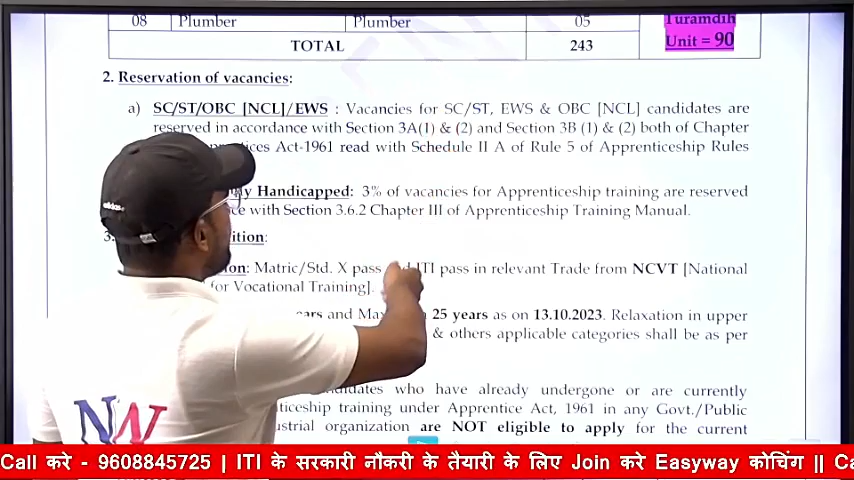 08 Plumber Plumber 05 Turamdih
TOTAL 243 Unit = 90
2. Reservation of vacancies:
a) SC/ST/OBC [NCL]/EWS : Vacancies for SC/ST, EWS & OBC [NCL] candidates are
reserved in accordance with Section 3A(1) & (2) and Section 3B (1) & (2) both of Chapter
Act-1961 read with Schedule II A of Rule 5 of Apprenticeship Rules
Handicapped: 3% of vacancies for Apprenticeship training are reserved
with Section 3.6.2 Chapter III of Apprenticeship Training Manual.
3.
Matric/Std. X pass ITI pass in relevant Trade from NCVT [National
for Vocational Training].
and 25 years as on 13.10.2023. Relaxation in upper
& others applicable categories shall be as per
who have already undergone or are currently
training under Apprentice Act, 1961 in any Govt./Public
organization are NOT eligible to apply for the current
adidas
NW
Call करे - 9608845725 | ITI के सरकारी नौकरी के तैयारी के लिए Join करे Easyway कोचिंग || Ca